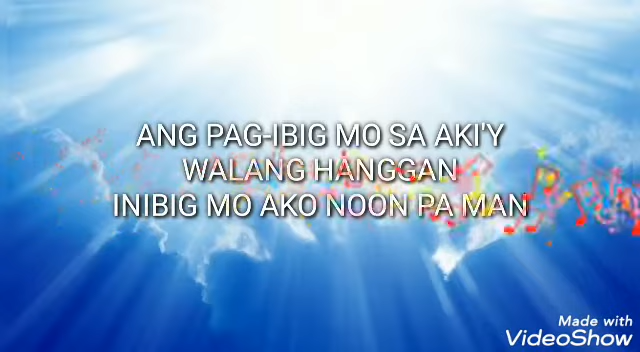 ANG PAG-IBIG MO SA AKI'Y
WALANG HANGGAN
INIBIG MO AKO NOON PA MAN
Made with
VideoShow